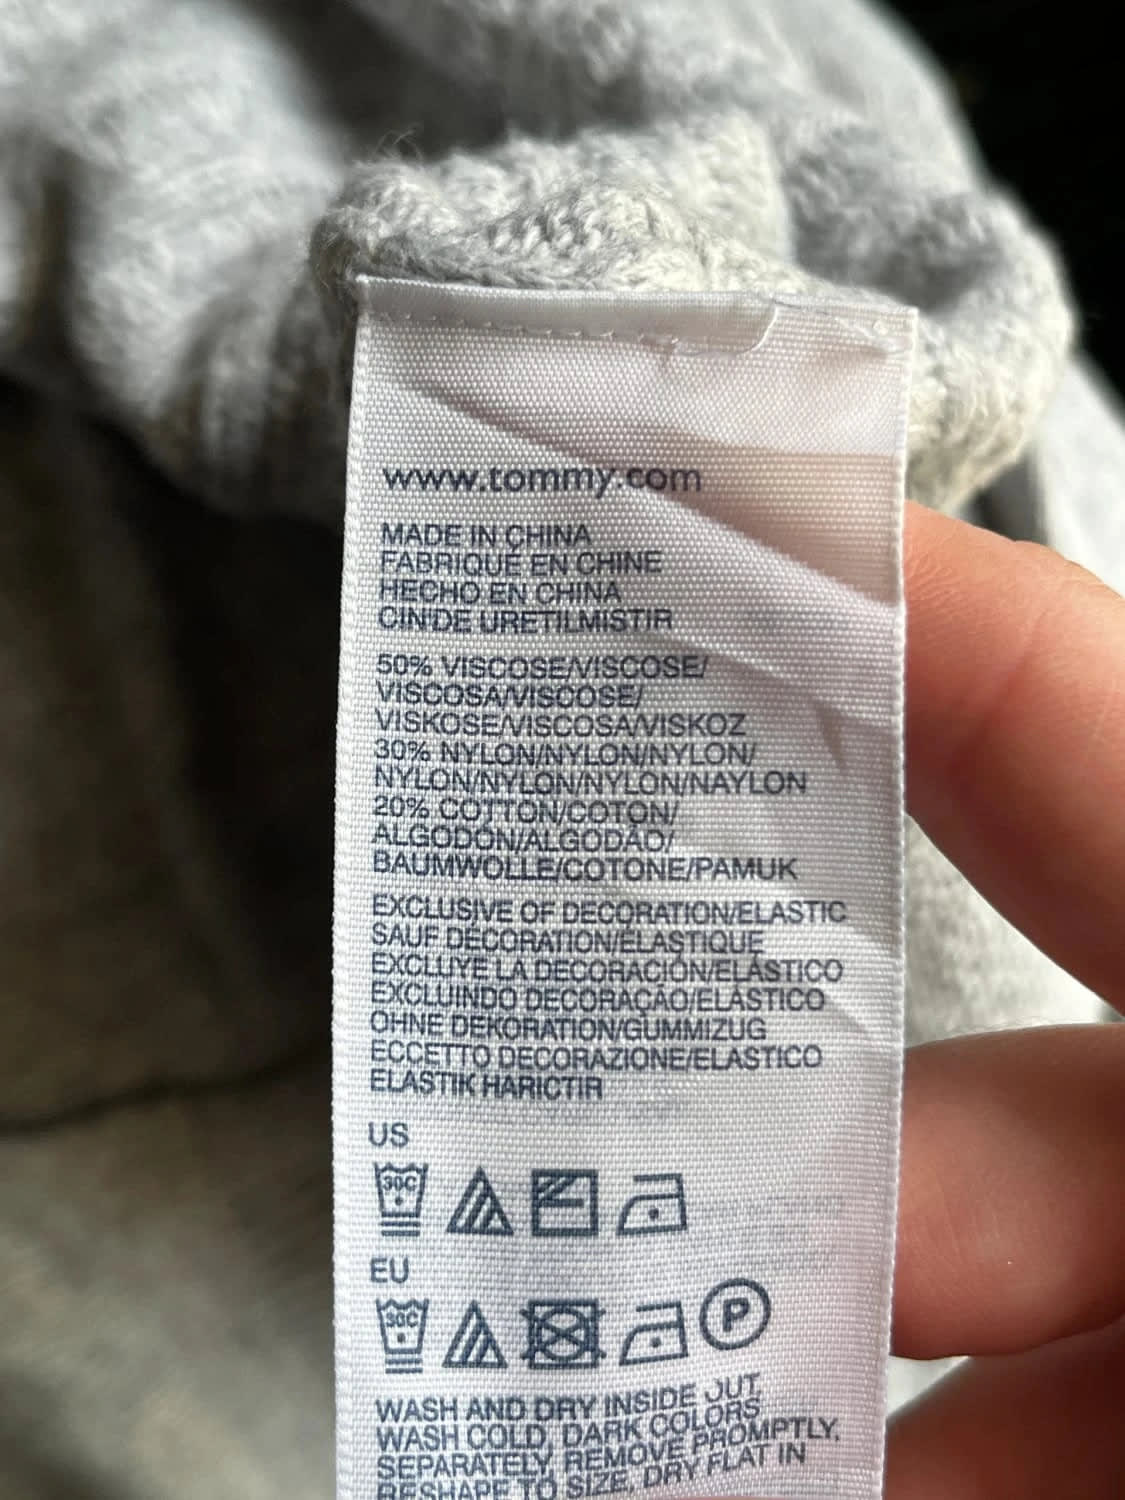 www.tommy.com
MADE IN CHINA
FABRIQUÉ EN CHINE
HECHO EN CHINA
CIN'DE URETILMISTIR
50% VISCOSE/VISCOSE/
VISCOSA/VISCOSE/
VISKOSE/VISCOSA/VISKOZ
30% NYLON/NYLON/NYLON/
NYLON/NYLON/NYLON/NAYLON
20% COTTON/COTON/
ALGODÓN/ALGODÃO/
BAUMWOLLE/COTONE/PAMUK
EXCLUSIVE OF DECORATION/ELASTIC
SAUF DÉCORATION/ÉLASTIQUE
EXCLUYE LA DECORACIÓN/ELÁSTICO
EXCLUINDO DECORAÇÃO/ELÁSTICO
OHNE DEKORATION/GUMMIZUG
ECCETTO DECORAZIONE/ELASTICO
ELASTIK HARICTIR
US
30C
EU
30C
P
WASH AND DRY INSIDE OUT,
WASH COLD, DARK COLORS
SEPARATELY, REMOVE PROMPTLY,
RESHAPE TO SIZE, DRY FLAT IN